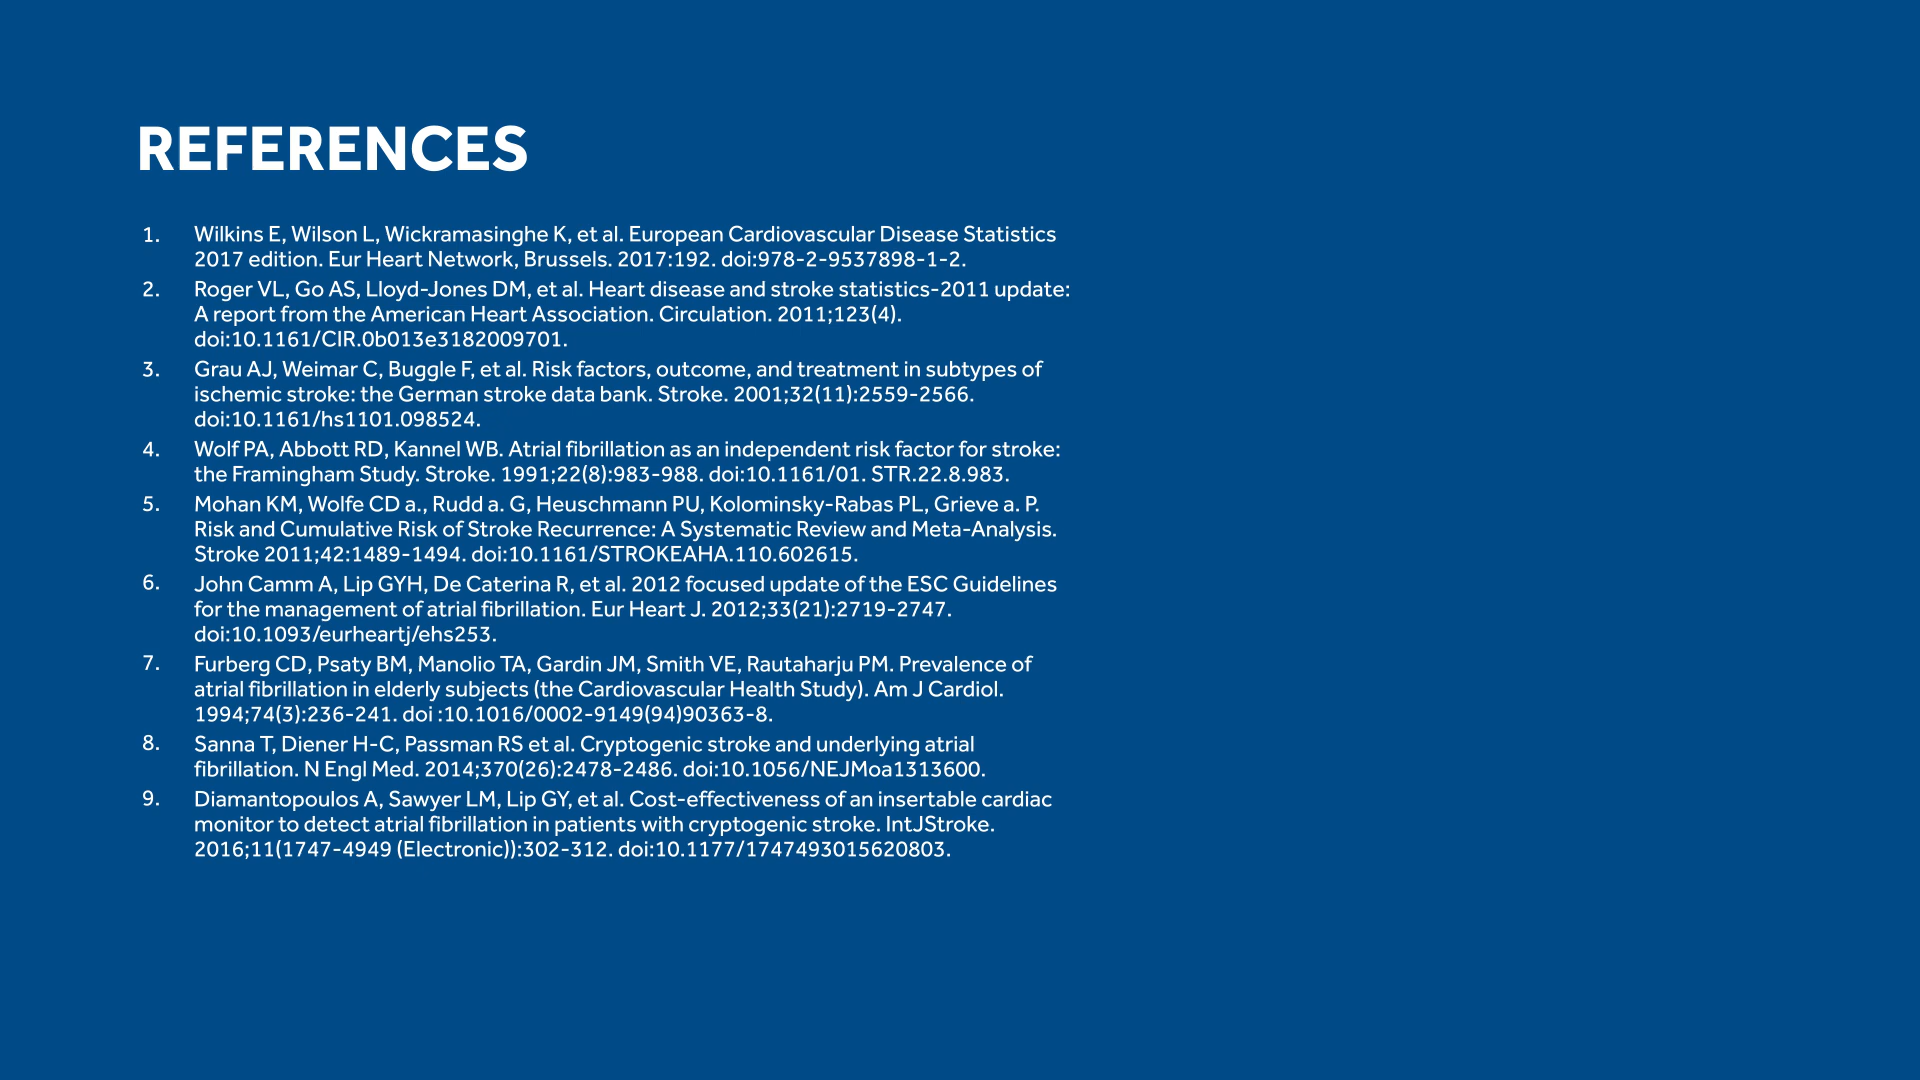 REFERENCES
1. Wilkins E, Wilson L, Wickramasinghe K, et al. European Cardiovascular Disease Statistics
2017 edition. Eur Heart Network, Brussels. 2017:192. doi:978-2-9537898-1-2.
2. Roger VL, Go AS, Lloyd-Jones DM, et al. Heart disease and stroke statistics-2011 update:
A report from the American Heart Association. Circulation. 2011;123(4).
doi:10.1161/CIR.0b013e3182009701.
3. Grau AJ, Weimar C, Buggle F, et al. Risk factors, outcome, and treatment in subtypes of
ischemic stroke: the German stroke data bank. Stroke. 2001;32(11):2559-2566.
doi:10.1161/hs1101.098524.
4. Wolf PA, Abbott RD, Kannel WB. Atrial fibrillation as an independent risk factor for stroke:
the Framingham Study. Stroke. 1991;22(8):983-988. doi:10.1161/01. STR.22.8.983.
5. Mohan KM, Wolfe CD a., Rudd a. G, Heuschmann PU, Kolominsky-Rabas PL, Grieve a. P.
Risk and Cumulative Risk of Stroke Recurrence: A Systematic Review and Meta-Analysis.
Stroke 2011;42:1489-1494. doi:10.1161/STROKEAHA.110.602615.
6. John Camm A, Lip GYH, De Caterina R, et al. 2012 focused update of the ESC Guidelines
for the management of atrial fibrillation. Eur Heart J. 2012;33(21):2719-2747.
doi:10.1093/eurheartj/ehs253.
7. Furberg CD, Psaty BM, Manolio TA, Gardin JM, Smith VE, Rautaharju PM. Prevalence of
atrial fibrillation in elderly subjects (the Cardiovascular Health Study). Am J Cardiol.
1994;74(3):236-241. doi :10.1016/0002-9149(94)90363-8.
8. Sanna T, Diener H-C, Passman RS et al. Cryptogenic stroke and underlying atrial
fibrillation. N Engl Med. 2014;370(26):2478-2486. doi:10.1056/NEJMoa1313600.
9. Diamantopoulos A, Sawyer LM, Lip GY, et al. Cost-effectiveness of an insertable cardiac
monitor to detect atrial fibrillation in patients with cryptogenic stroke. IntJStroke.
2016;11(1747-4949 (Electronic)):302-312. doi:10.1177/1747493015620803.